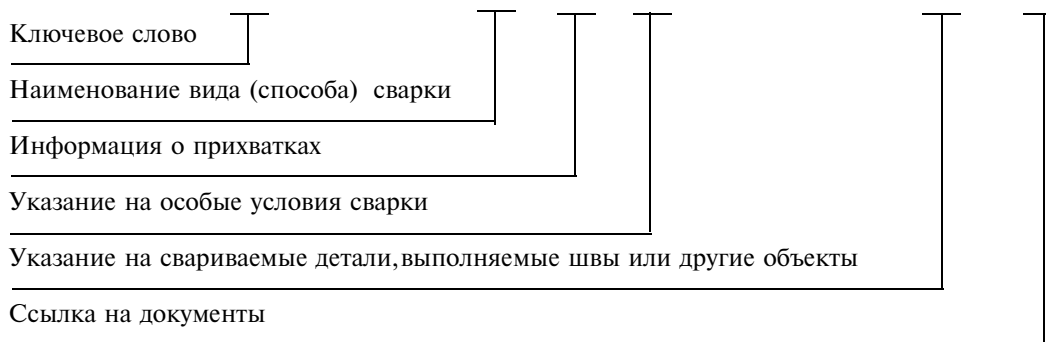 Ключевое слово
Наименование вида (способа) сварки
Информация о прихватках
Указание на особые условия сварки
Указание на свариваемые детали,выполняемые швы или другие объекты
Ссылка на документы